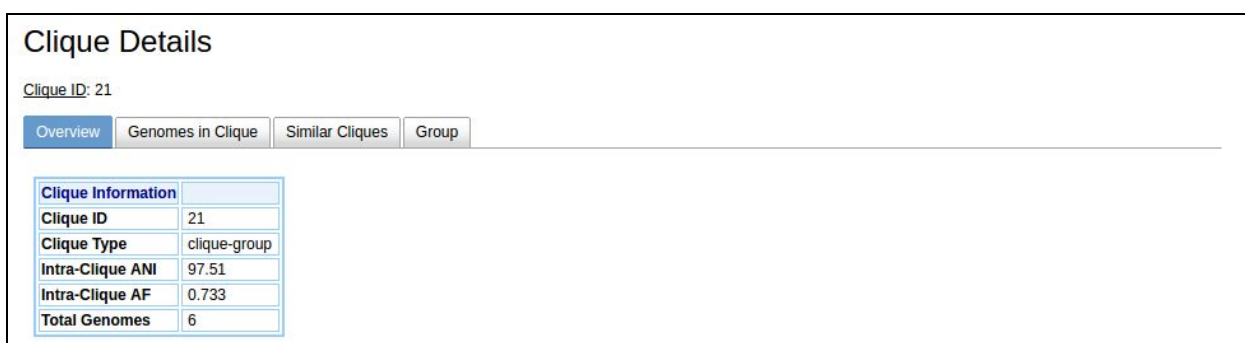 Clique Details
Clique ID: 21
Overview Genomes in Clique Similar Cliques Group
Clique Information
Clique ID 21
Clique Type clique-group
Intra-Clique ANI 97.51
Intra-Clique AF 0.733
Total Genomes 6